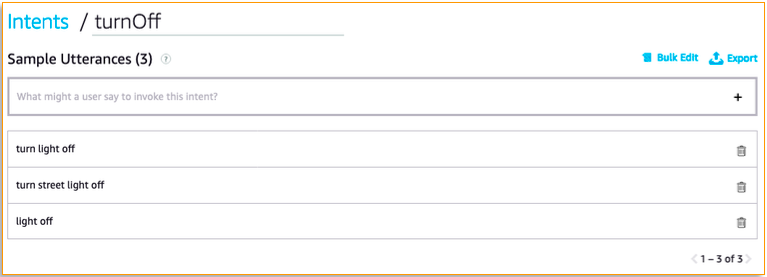 Intents / turnOff
Sample Utterances (3) ?
Bulk Edit Export
What might a user say to invoke this intent? +
turn light off
turn street light off
light off
< 1 – 3 of 3 >